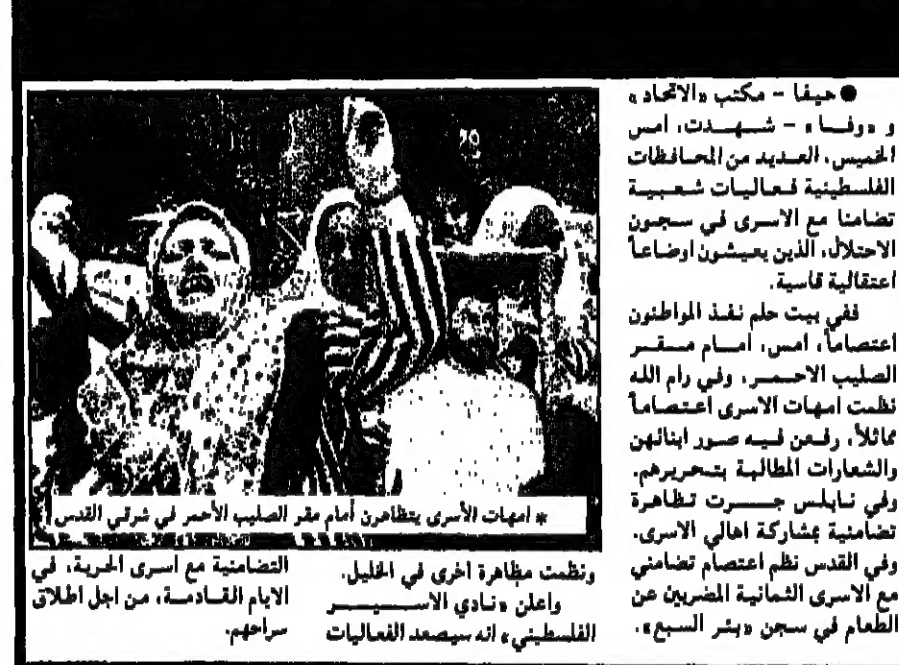 ● حيفا - مكتب «الاتحاد»
و «وفا» - شهدت، امس
الخميس، العديد من المحافظات
الفلسطينية فعاليات شعبية
تضامنا مع الاسرى في سجون
الاحتلال، الذين يعيشون اوضاعاً
اعتقالية قاسية.
ففي بيت حلم نفذ المواطنون
اعتصاماً، امس، امام مقر
الصليب الاحمر، وفي رام الله
نظمت امهات الاسرى اعتصاماً
مماثلاً، رفعن فيه صور ابنائهن
والشعارات المطالبة بتحريرهم.
وفي نابلس جرت تظاهرة
تضامنية بمشاركة اهالي الاسرى.
وفي القدس نظم اعتصام تضامني
مع الاسرى الثمانية المضربين عن
الطعام في سجن «بئر السبع».
* امهات الأسرى يتظاهرن أمام مقر الصليب الأحمر في شرقي القدس
ونظمت مظاهرة اخرى في الخليل.
واعلن «نادي الاسير
الفلسطيني» انه سيصعد الفعاليات
التضامنية مع اسرى الحرية، في
الايام القادمة، من اجل اطلاق
سراحهم.